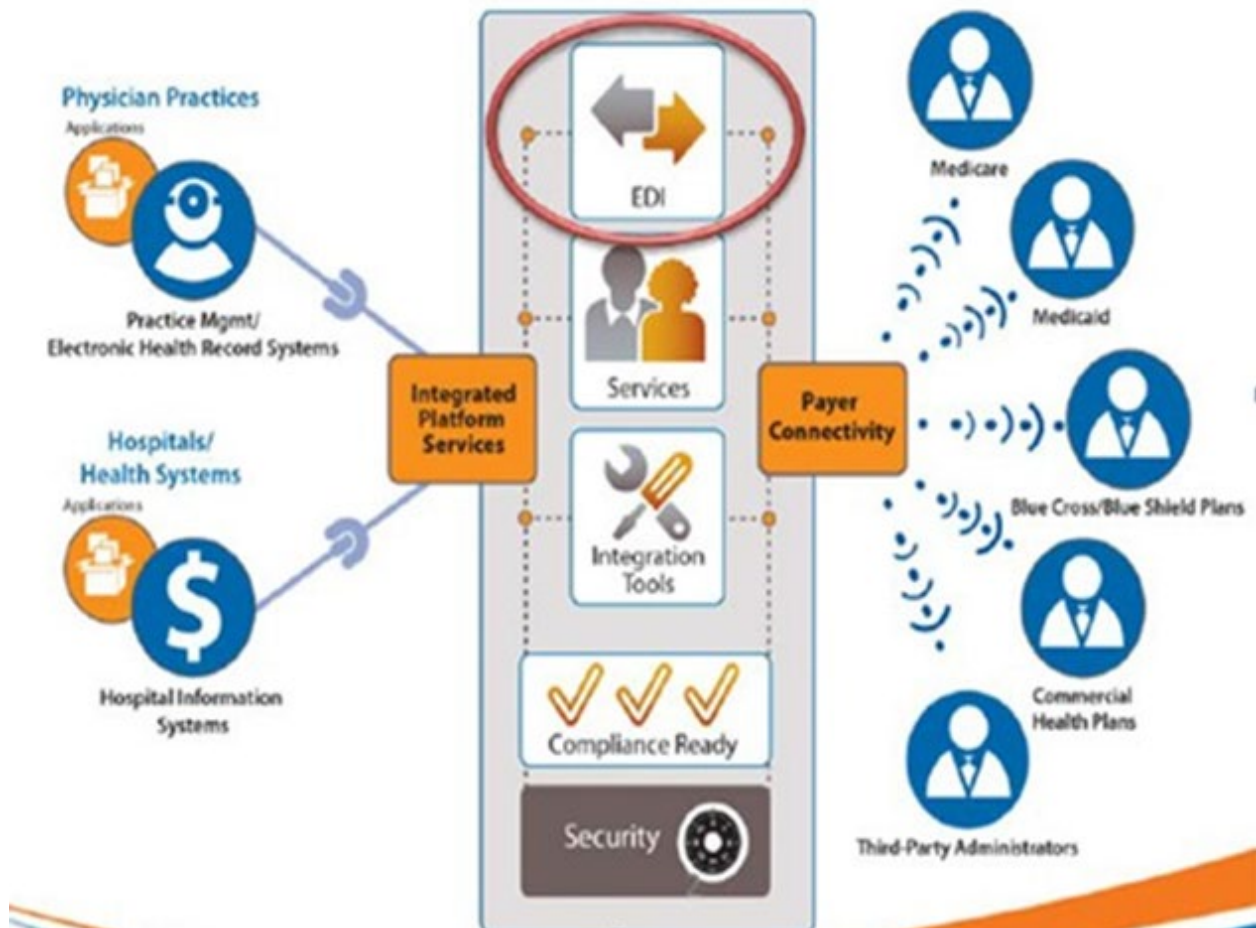 Physician Practices
Applications
Practice Mgmt/
Electronic Health Record Systems
Hospitals/
Health Systems
Applications
Hospital Information
Systems
Integrated
Platform
Services
EDI
Services
Integration
Tools
Compliance Ready
Security
Payer
Connectivity
Medicare
Medicaid
Blue Cross/Blue Shield Plans
Commercial
Health Plans
Third-Party Administrators